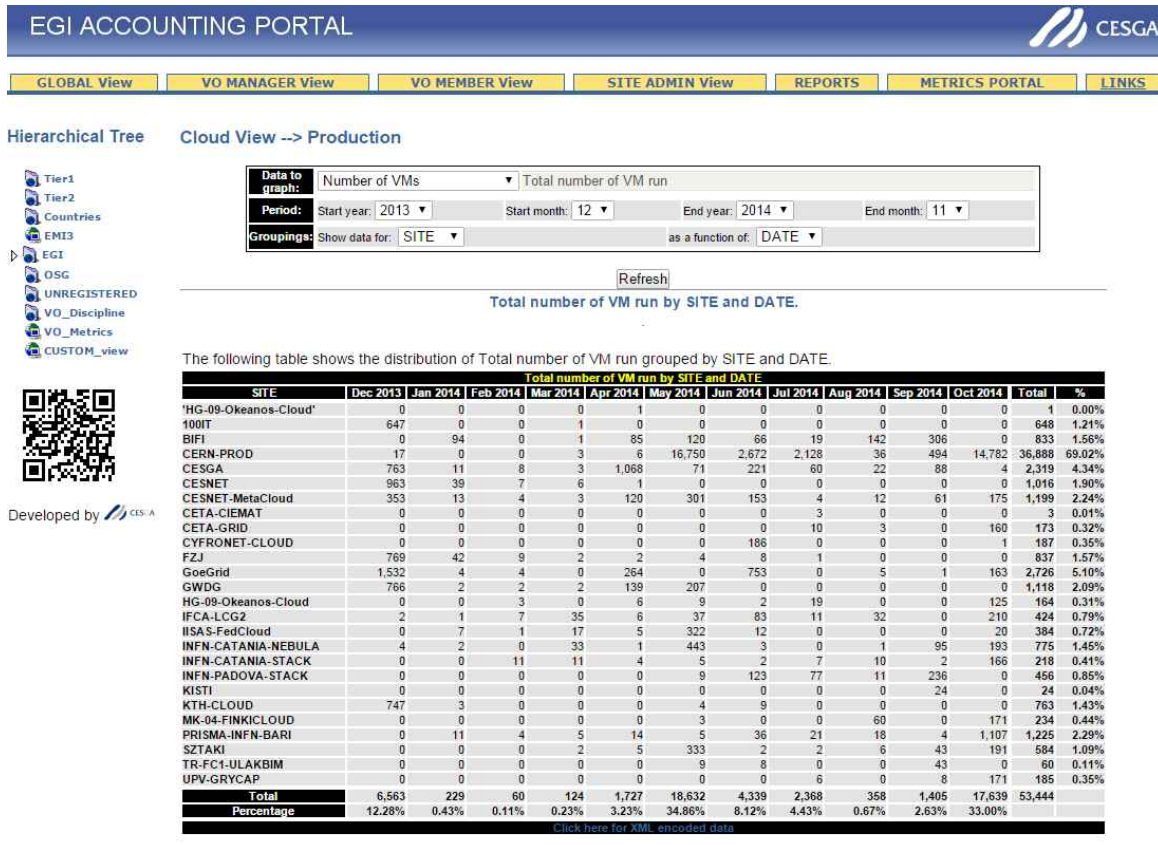 EGI ACCOUNTING PORTAL
CESGA
GLOBAL View VO MANAGER View VO MEMBER View SITE ADMIN View REPORTS METRICS PORTAL LINKS
Hierarchical Tree
Tier1
Tier2
Countries
EMI3
EGI
OSG
UNREGISTERED
VO_Discipline
VO_Metrics
CUSTOM_view
Developed by CESGA
Cloud View --> Production
Data to graph: Number of VMs Total number of VM run
Period: Start year: 2013 Start month: 12 End year: 2014 End month: 11
Groupings: Show data for: SITE as a function of: DATE
Refresh
Total number of VM run by SITE and DATE.
The following table shows the distribution of Total number of VM run grouped by SITE and DATE.
Total number of VM run by SITE and DATE
SITE Dec 2013 Jan 2014 Feb 2014 Mar 2014 Apr 2014 May 2014 Jun 2014 Jul 2014 Aug 2014 Sep 2014 Oct 2014 Total %
'HG-09-Okeanos-Cloud' 0 0 0 0 1 0 0 0 0 0 0 1 0.00%
100IT 647 0 0 1 0 0 0 0 0 0 0 648 1.21%
BIFI 0 94 0 1 85 120 66 19 142 306 0 833 1.56%
CERN-PROD 17 0 0 3 6 16,750 2,672 2,128 36 494 14,782 36,888 69.02%
CESGA 763 11 8 3 1,068 71 221 60 22 88 4 2,319 4.34%
CESNET 963 39 7 6 1 0 0 0 0 0 0 1,016 1.90%
CESNET-MetaCloud 353 13 4 3 120 301 153 4 12 61 175 1,199 2.24%
CETA-CIEMAT 0 0 0 0 0 0 0 3 0 0 0 3 0.01%
CETA-GRID 0 0 0 0 0 0 0 10 3 0 160 173 0.32%
CYFRONET-CLOUD 0 0 0 0 0 0 186 0 0 0 1 187 0.35%
FZJ 769 42 9 2 2 4 8 1 0 0 0 837 1.57%
GoeGrid 1,532 4 4 0 264 0 753 0 5 1 163 2,726 5.10%
GWDG 766 2 2 2 139 207 0 0 0 0 0 1,118 2.09%
HG-09-Okeanos-Cloud 0 0 3 0 6 9 2 19 0 0 125 164 0.31%
IFCA-LCG2 2 1 7 35 6 37 83 11 32 0 210 424 0.79%
IISAS-FedCloud 0 7 1 17 5 322 12 0 0 0 20 384 0.72%
INFN-CATANIA-NEBULA 4 2 0 33 1 443 3 0 1 95 193 775 1.45%
INFN-CATANIA-STACK 0 0 11 11 4 5 2 7 10 2 166 218 0.41%
INFN-PADOVA-STACK 0 0 0 0 0 9 123 77 11 236 0 456 0.85%
KISTI 0 0 0 0 0 0 0 0 0 24 0 24 0.04%
KTH-CLOUD 747 3 0 0 0 4 9 0 0 0 0 763 1.43%
MK-04-FINKICLOUD 0 0 0 0 0 3 0 0 60 0 171 234 0.44%
PRISMA-INFN-BARI 0 11 4 5 14 5 36 21 18 4 1,107 1,225 2.29%
SZTAKI 0 0 0 2 5 333 2 2 6 43 191 584 1.09%
TR-FC1-ULAKBIM 0 0 0 0 0 9 8 0 0 43 0 60 0.11%
UPV-GRYCAP 0 0 0 0 0 0 0 6 0 8 171 185 0.35%
Total 6,563 229 60 124 1,727 18,632 4,339 2,368 358 1,405 17,639 53,444
Percentage 12.28% 0.43% 0.11% 0.23% 3.23% 34.86% 8.12% 4.43% 0.67% 2.63% 33.00%
Click here for XML encoded data